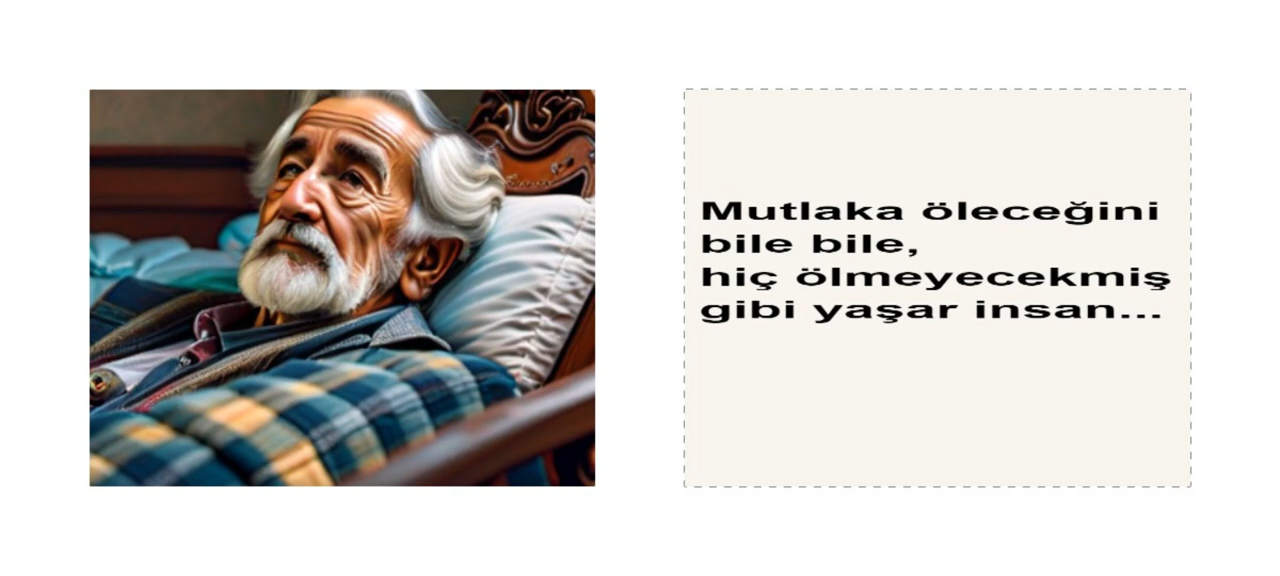 Mutlaka öleceğini
bile bile,
hiç ölmeyecekmiş
gibi yaşar insan...